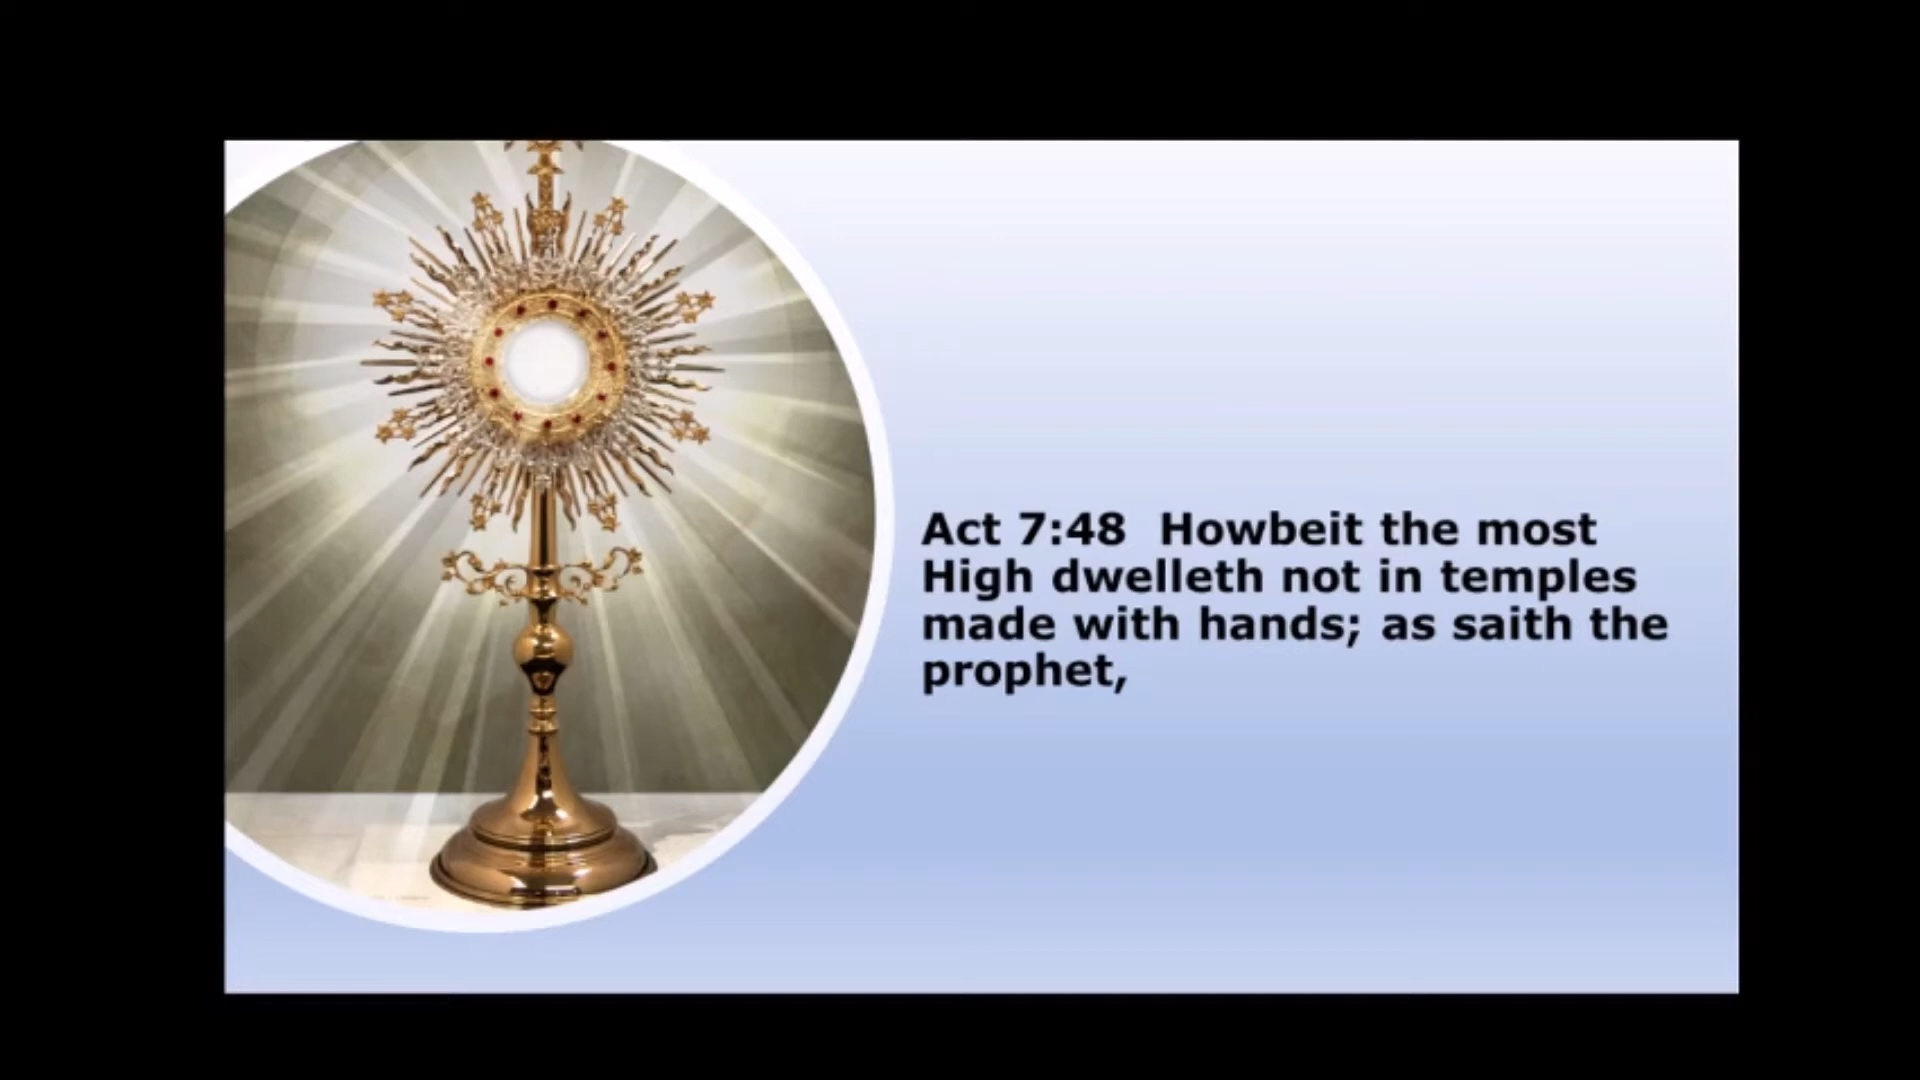 Act 7:48  Howbeit the most
High dwelleth not in temples
made with hands; as saith the
prophet,